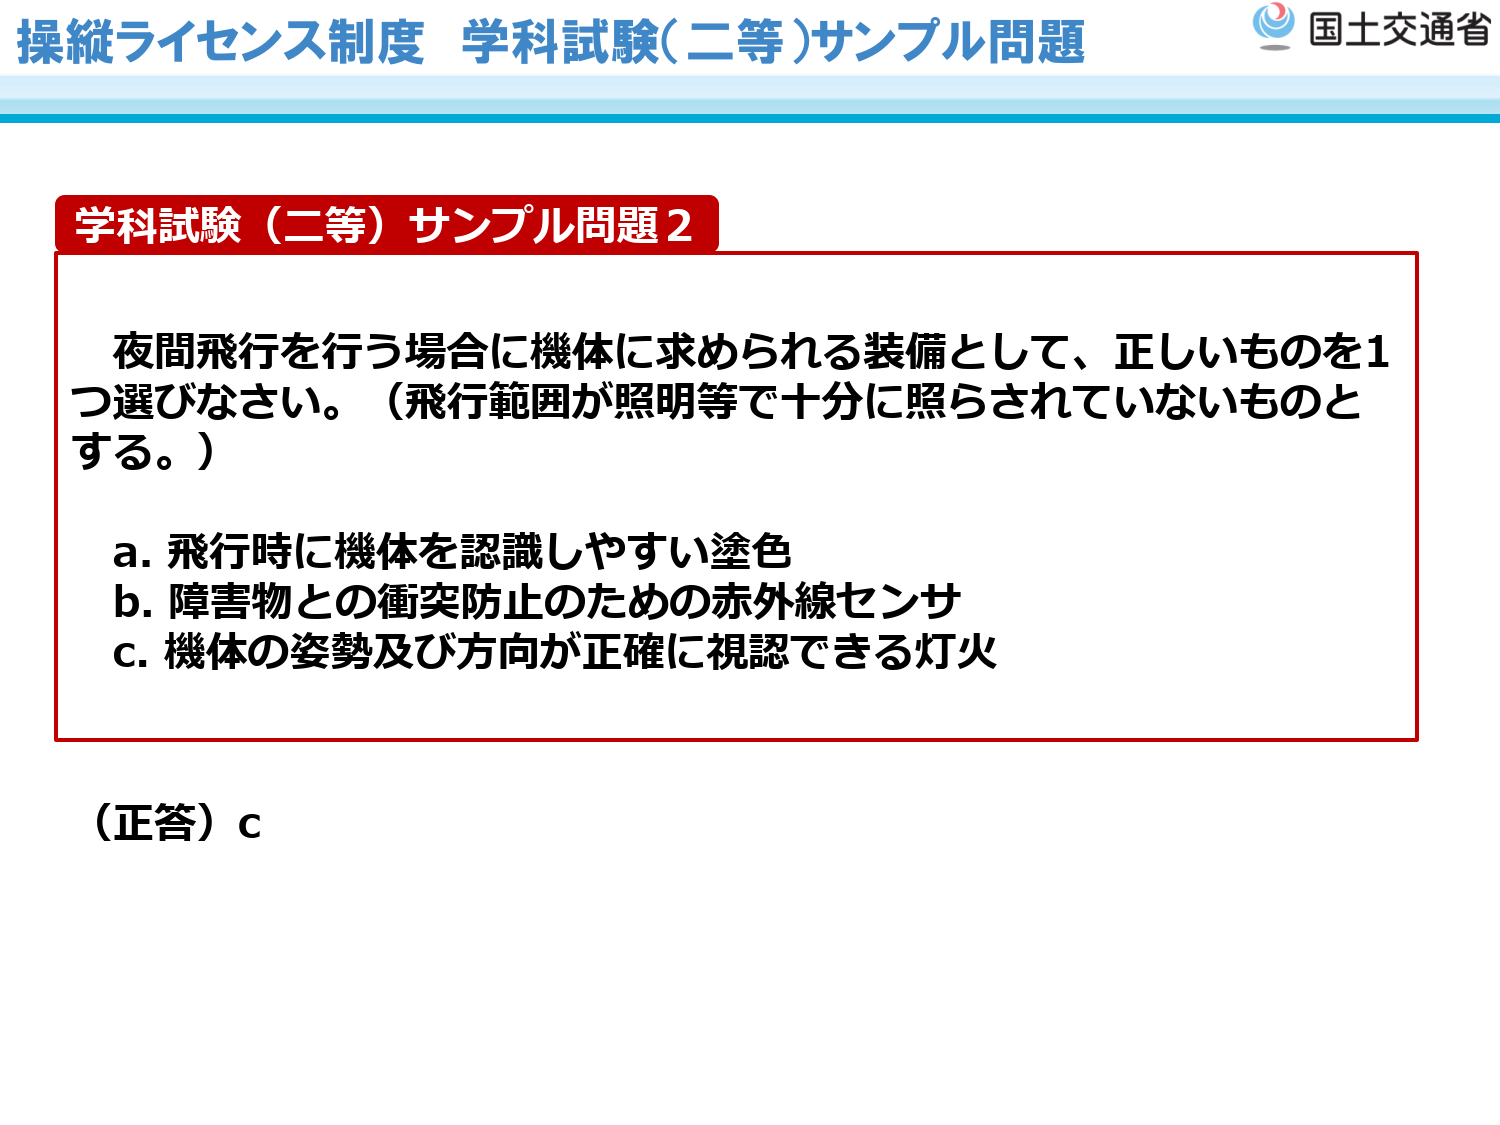 操縦ライセンス制度　学科試験(二等)サンプル問題
国土交通省
学科試験（二等）サンプル問題２
夜間飛行を行う場合に機体に求められる装備として、正しいものを1
つ選びなさい。（飛行範囲が照明等で十分に照らされていないものと
する。）
a. 飛行時に機体を認識しやすい塗色
b. 障害物との衝突防止のための赤外線センサ
c. 機体の姿勢及び方向が正確に視認できる灯火
（正答）c